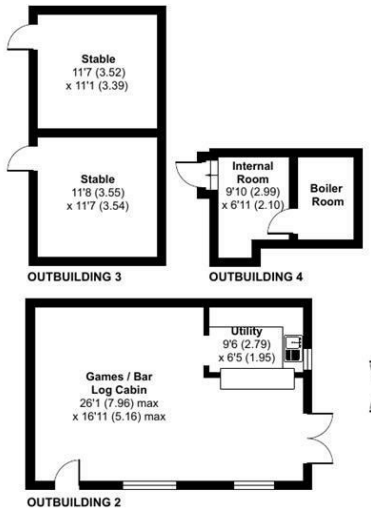 Stable
11'7 (3.52)
x 11'1 (3.39)
Stable
11'8 (3.55)
x 11'7 (3.54)
OUTBUILDING 3
Internal
Room
9'10 (2.99)
x 6'11 (2.10)
Boiler
Room
OUTBUILDING 4
Utility
9'6 (2.79)
x 6'5 (1.95)
Games / Bar
Log Cabin
26'1 (7.96) max
x 16'11 (5.16) max
OUTBUILDING 2